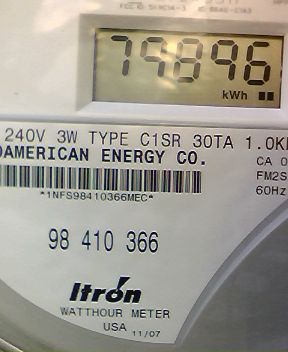 79896
kWh
240V 3W TYPE C1SR 30TA 1.0K
DAMERICAN ENERGY CO.
CA 0
FM2S
60Hz
*1NFS98410366MEC*
98 410 366
Itron
WATTHOUR METER
USA 11/07